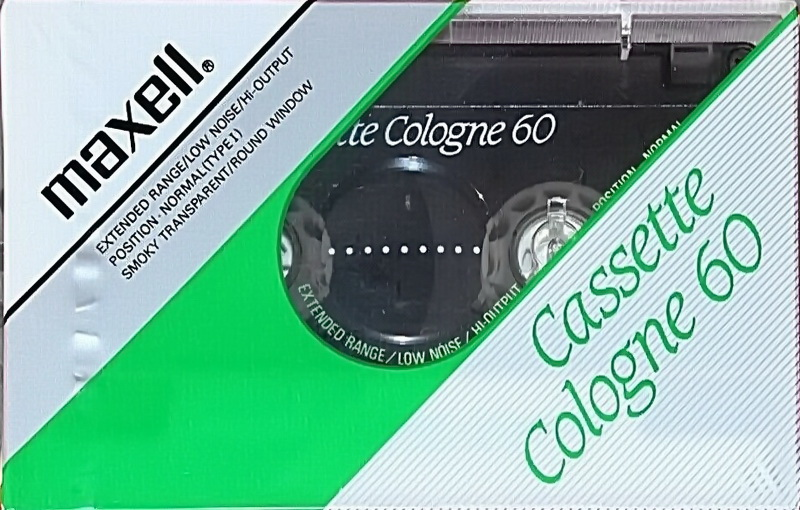 maxell®
EXTENDED RANGE/LOW NOISE/Hi-OUTPUT
POSITION · NORMAL(TYPE I)
SMOKY TRANSPARENT/ROUND WINDOW
tte Cologne 60
POSITION · NORMAL
EXTENDED RANGE / LOW NOISE / HI-OUTPUT
Cassette
Cologne 60